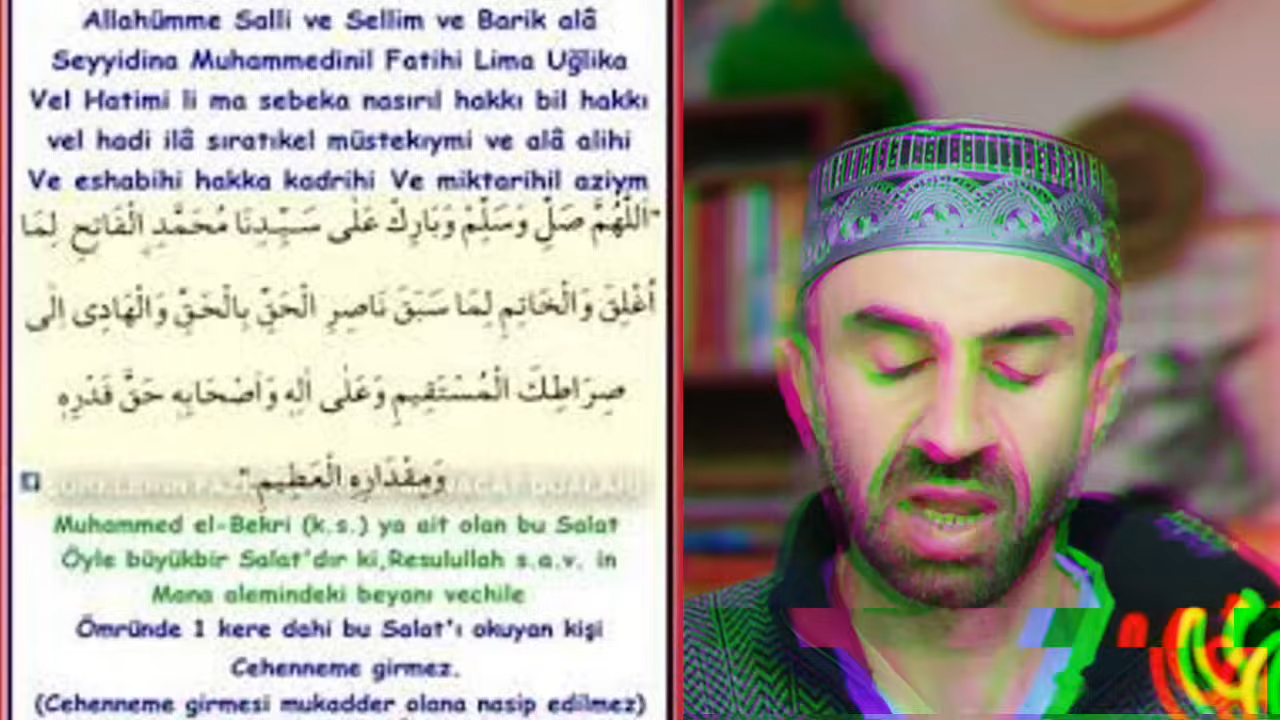 Allahümme Salli ve Sellim ve Barik alâ
Seyyidina Muhammedinil Fatihi Lima Uğlika
Vel Hatimi li ma sebeka nasırıl hakkı bil hakkı
vel hadi ilâ sıratıkel müstekıymi ve alâ alihi
Ve eshabihi hakka kadrihi Ve miktarihil aziym
"اَللّٰهُمَّ صَلِّ وَسَلِّمْ وَبَارِكْ عَلٰى سَيِّدِنَا مُحَمَّدٍ الْفَاتِحِ لِمَا
اُغْلِقَ وَالْخَاتِمِ لِمَا سَبَقَ نَاصِرِ الْحَقِّ بِالْحَقِّ وَالْهَادِى اِلٰى
صِرَاطِكَ الْمُسْتَقِيمِ وَعَلٰى اٰلِهِ وَاَصْحَابِهِ حَقَّ قَدْرِهِ
وَمِقْدَارِهِ الْعَظِيمِ"
Muhammed el-Bekri (k.s.) ya ait olan bu Salat
Öyle büyükbir Salat'dır ki,Resulullah s.a.v. in
Mana alemindeki beyanı vechile
Ömründe 1 kere dahi bu Salat'ı okuyan kişi
Cehenneme girmez.
(Cehenneme girmesi mukadder olana nasip edilmez)